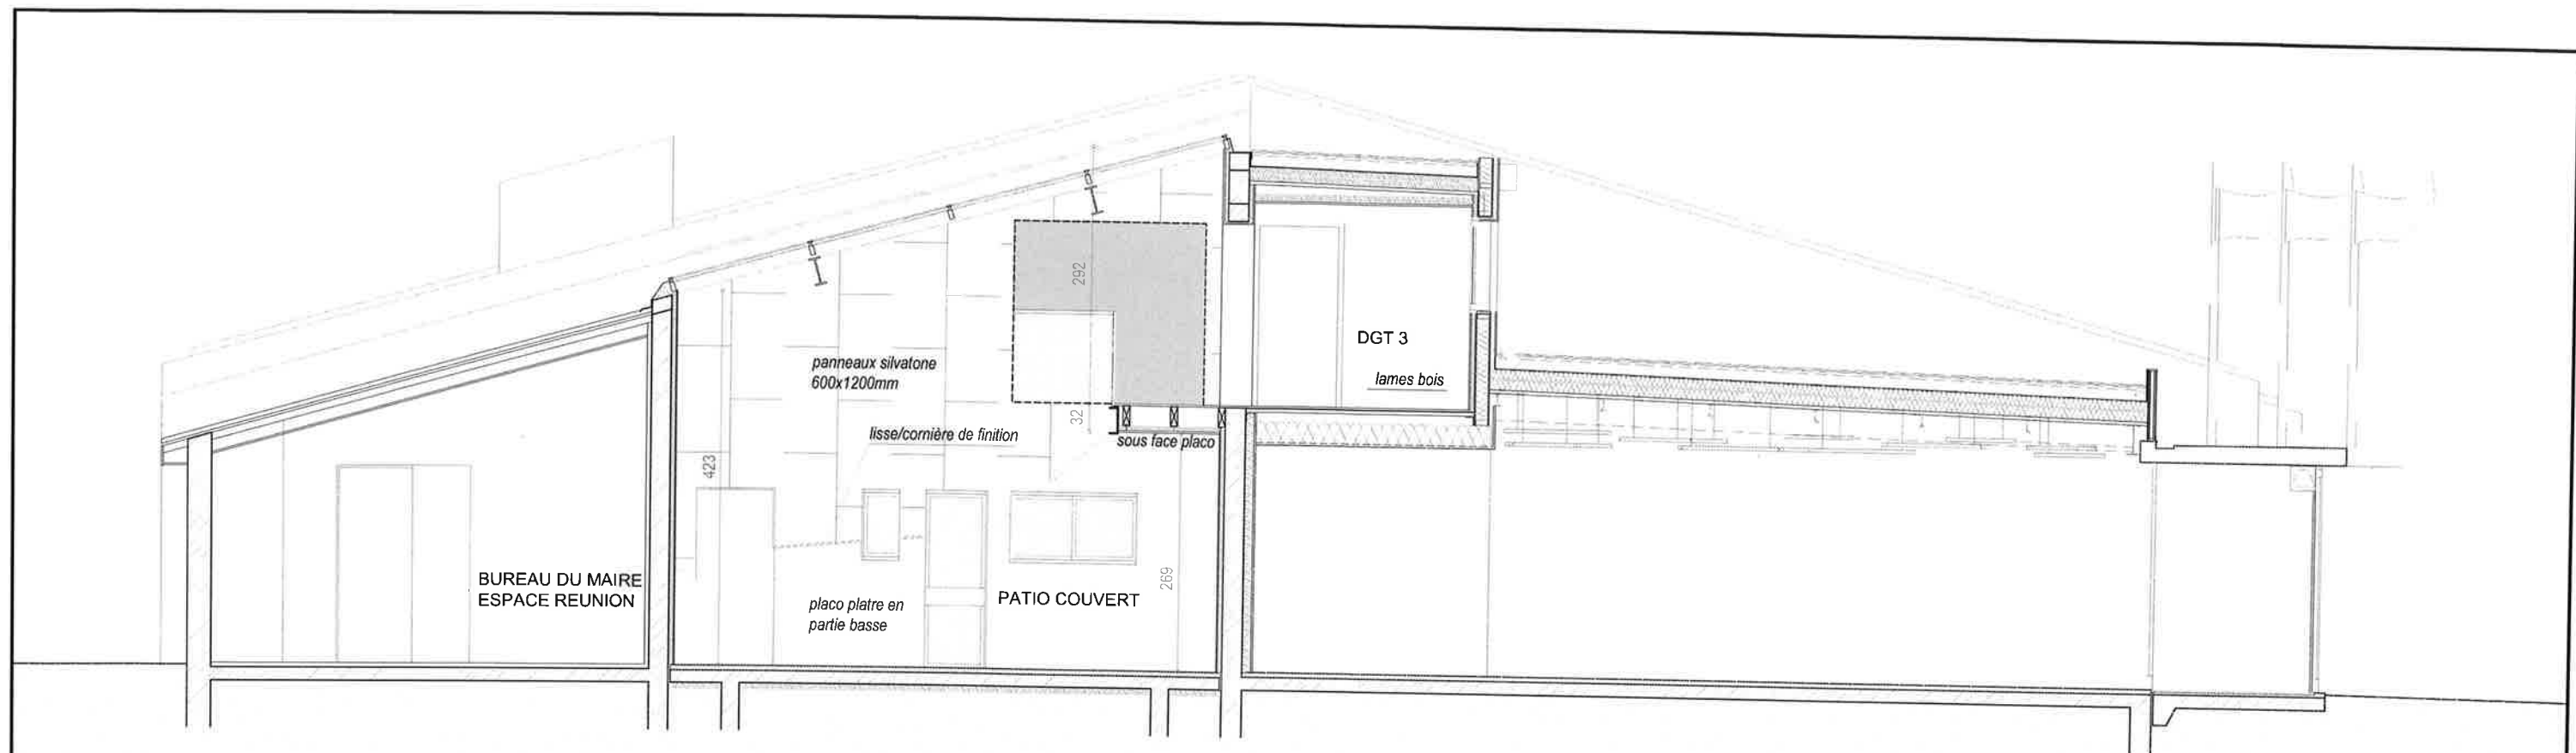 292
DGT 3
panneaux silvatone
600x1200mm
lames bois
32
lisse/cornière de finition
sous face placo
423
BUREAU DU MAIRE
ESPACE REUNION
269
placo platre en
partie basse
PATIO COUVERT